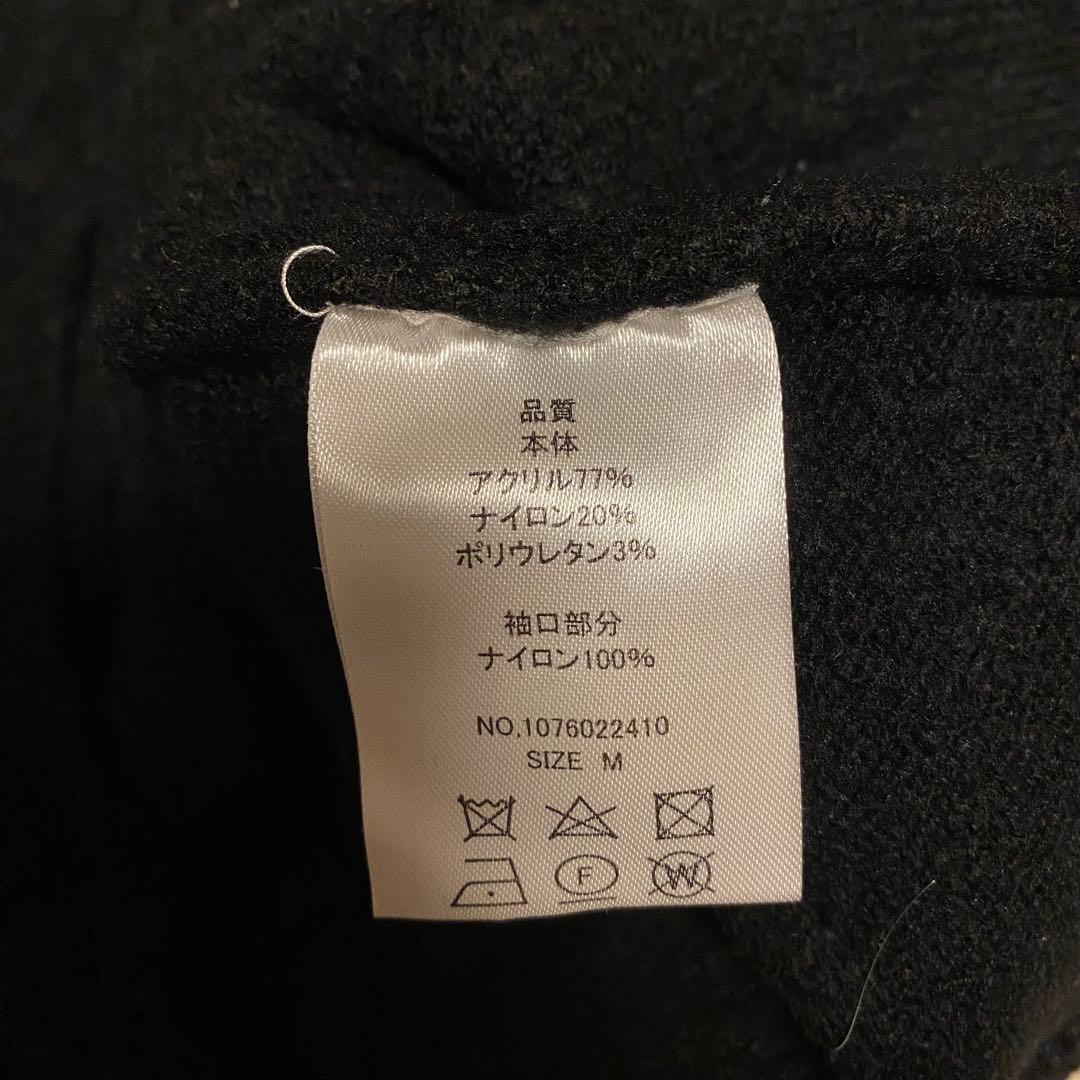 品質
本体
アクリル77%
ナイロン20%
ポリウレタン3%
袖口部分
ナイロン100%
NO.1076022410
SIZE M
F W